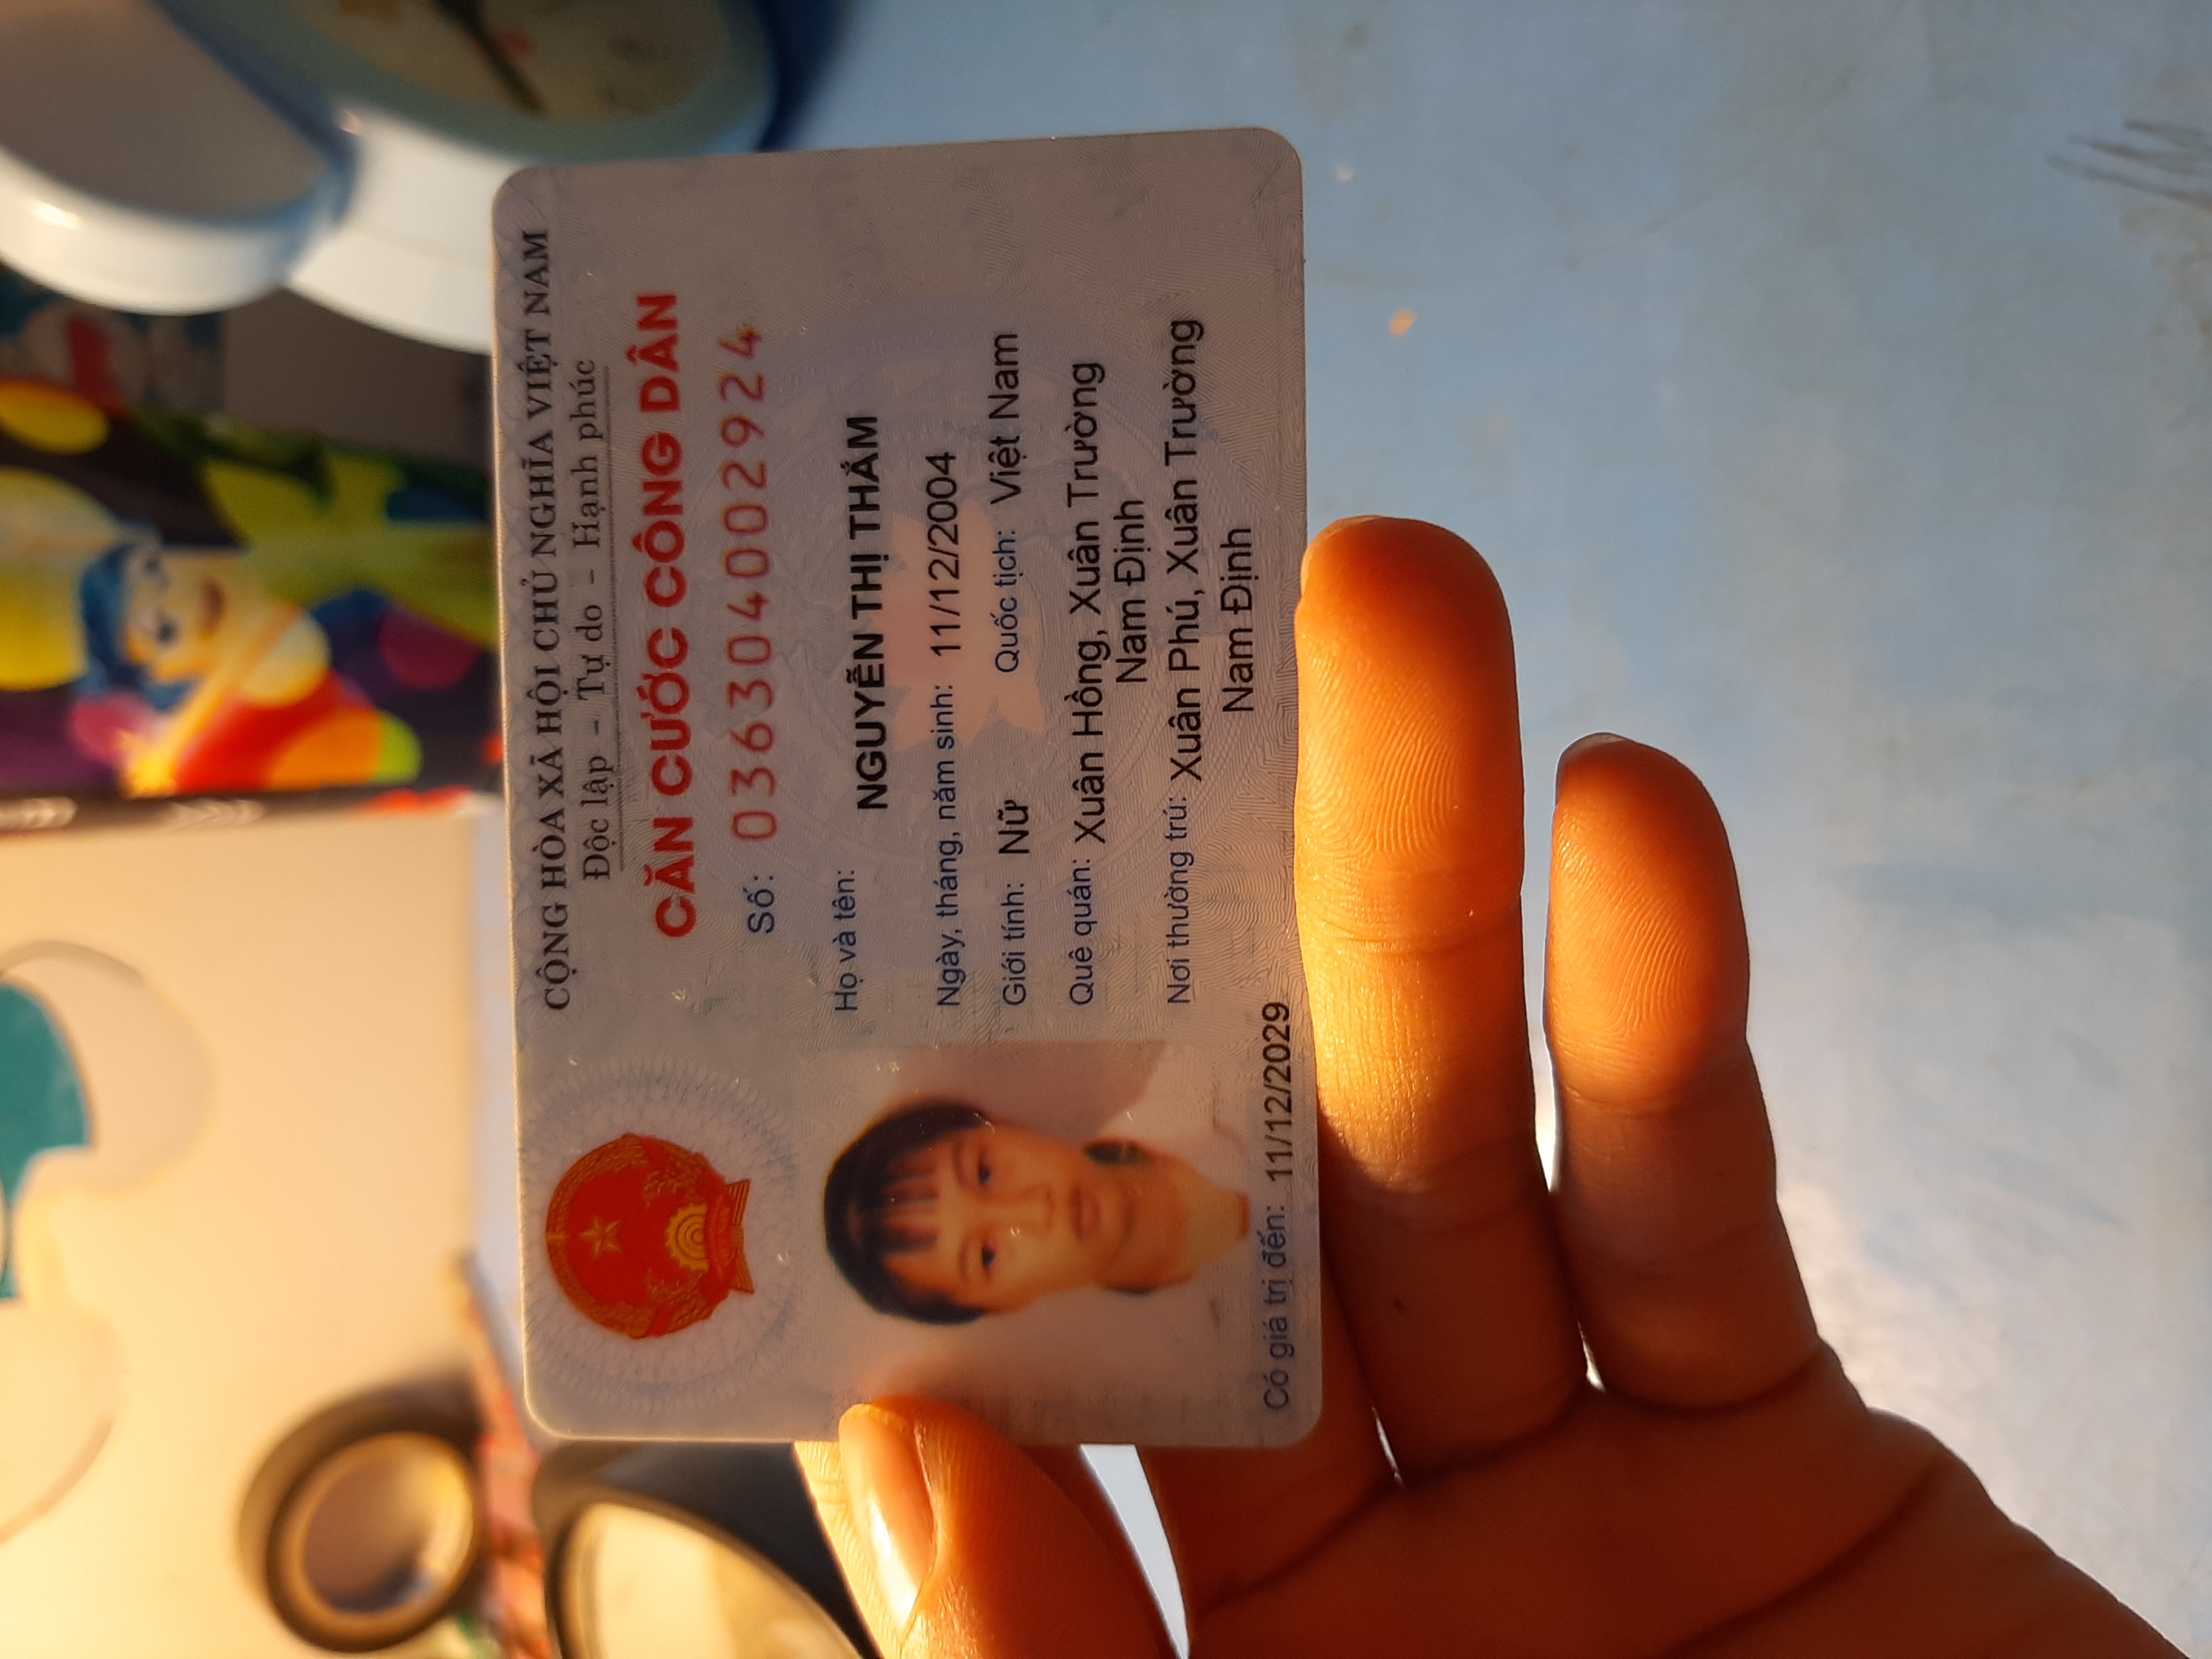 CỘNG HÒA XÃ HỘI CHỦ NGHĨA VIỆT NAM
Độc lập - Tự do - Hạnh phúc
CĂN CƯỚC CÔNG DÂN
Số: 036304002924
Họ và tên: NGUYỄN THỊ THẮM
Ngày, tháng, năm sinh: 11/12/2004
Giới tính: Nữ Quốc tịch: Việt Nam
Quê quán: Xuân Hồng, Xuân Trường
Nam Định
Nơi thường trú: Xuân Phú, Xuân Trường
Nam Định
Có giá trị đến: 11/12/2029